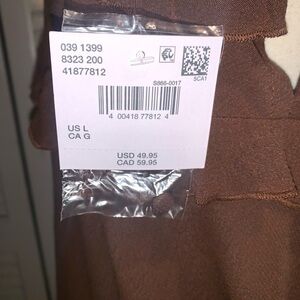 039 1399
8323 200
41877812
5CA1
S866-0017
4 00418 77812 4
US L
CA G
USD 49.95
CAD 59.95